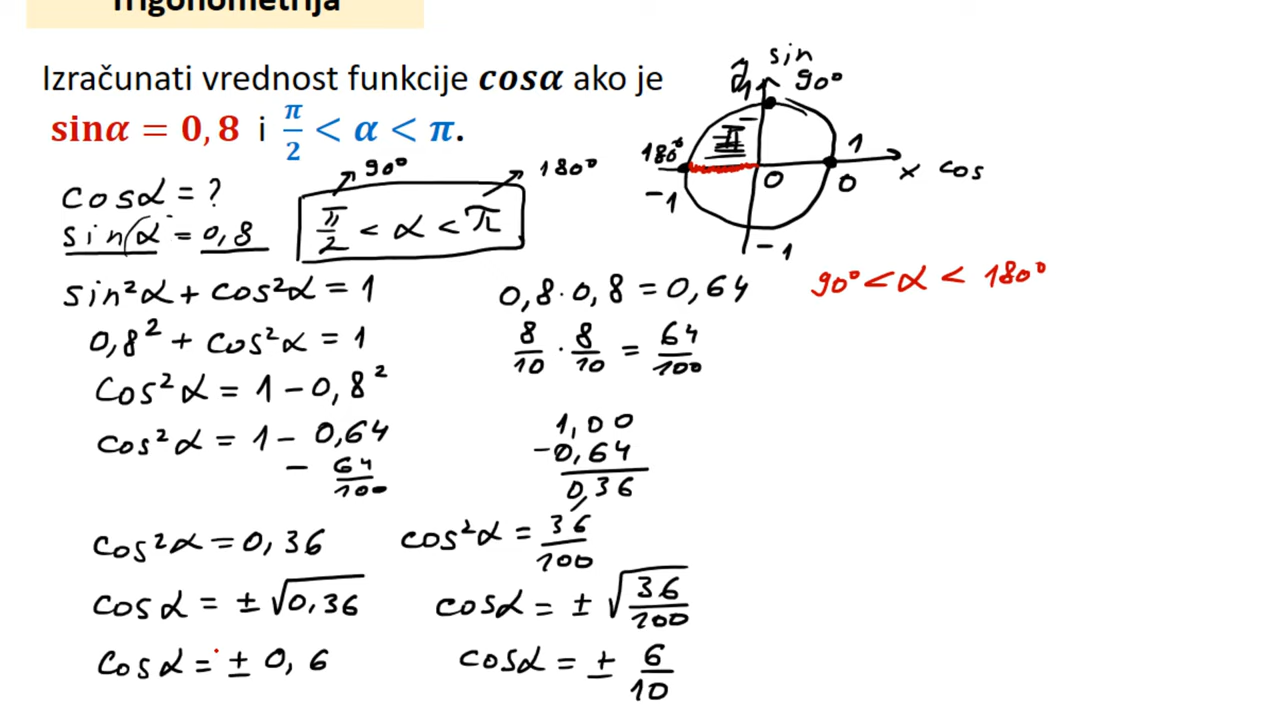 Trigonometrija
Izračunati vrednost funkcije cosα ako je
sinα = 0,8 i π/2 < α < π.
cosα = ?
sinα = 0,8
90° 180°
π/2 < α < π
sin
y 90°
180° II 1
0 0 x cos
-1
-1
90° < α < 180°
sin²α + cos²α = 1
0,8² + cos²α = 1
cos²α = 1 - 0,8²
cos²α = 1 - 0,64
- 64/100
cos²α = 0,36
cosα = ± √0,36
cosα = ± 0,6
0,8 · 0,8 = 0,64
8/10 · 8/10 = 64/100
1,00
-0,64
0,36
cos²α = 36/100
cosα = ± √36/100
cosα = ± 6/10